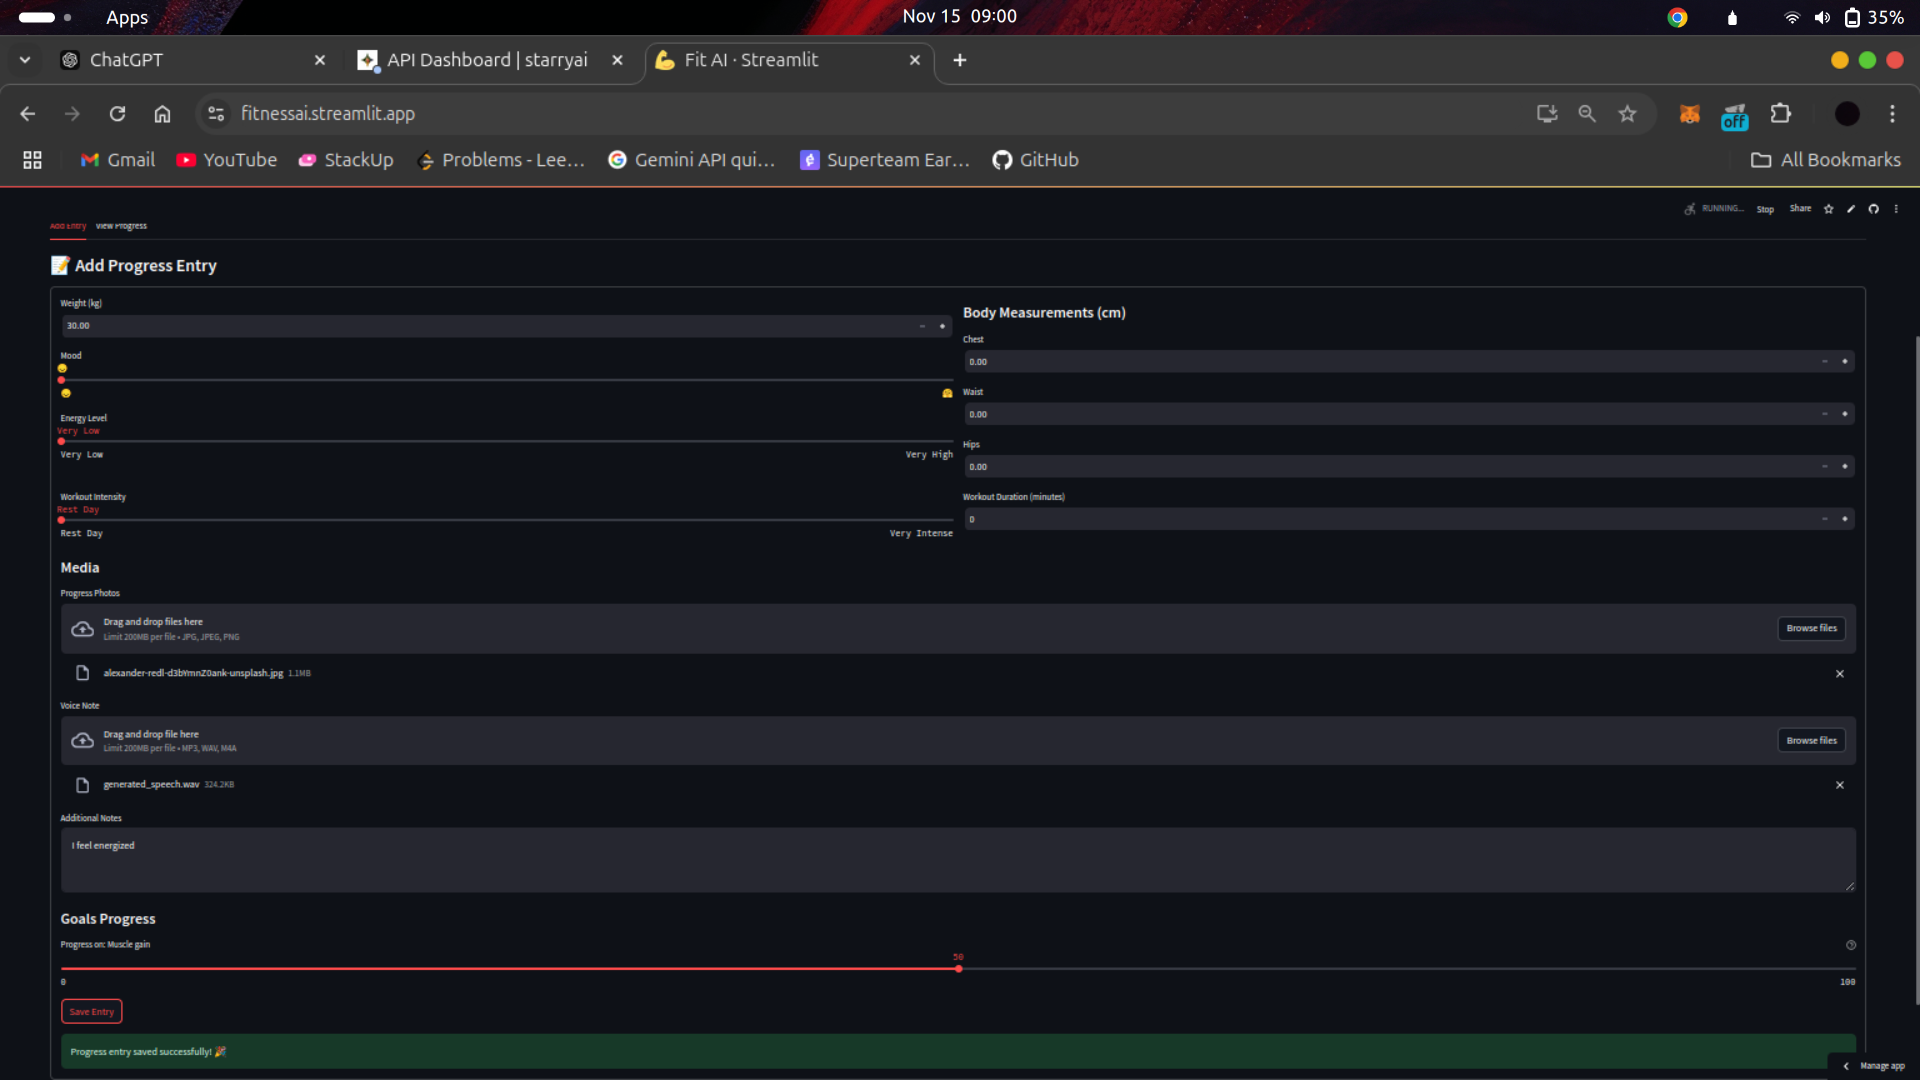 Apps
Nov 15 09:00
35%
ChatGPT
API Dashboard | starryai
Fit AI · Streamlit
fitnessai.streamlit.app
off
Gmail
YouTube
StackUp
Problems - Lee...
Gemini API qui...
Superteam Ear...
GitHub
All Bookmarks
RUNNING...
Stop
Share
Add Entry
View Progress
Add Progress Entry
Weight (kg)
30.00
Mood
Energy Level
Very Low
Very Low
Very High
Body Measurements (cm)
Chest
0.00
Waist
0.00
Hips
0.00
Workout Intensity
Rest Day
Rest Day
Very Intense
Workout Duration (minutes)
0
Media
Progress Photos
Drag and drop files here
Limit 200MB per file • JPG, JPEG, PNG
Browse files
alexander-redl-d3bYmnZ0ank-unsplash.jpg 1.1MB
Voice Note
Drag and drop file here
Limit 200MB per file • MP3, WAV, M4A
Browse files
generated_speech.wav 324.2KB
Additional Notes
I feel energized
Goals Progress
Progress on: Muscle gain
50
0
100
Save Entry
Progress entry saved successfully!
Manage app